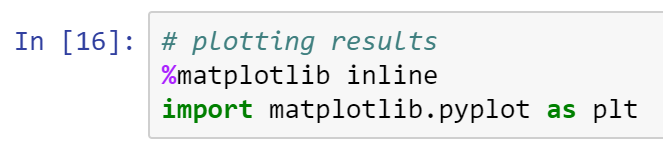 In [16]: # plotting results
%matplotlib inline
import matplotlib.pyplot as plt